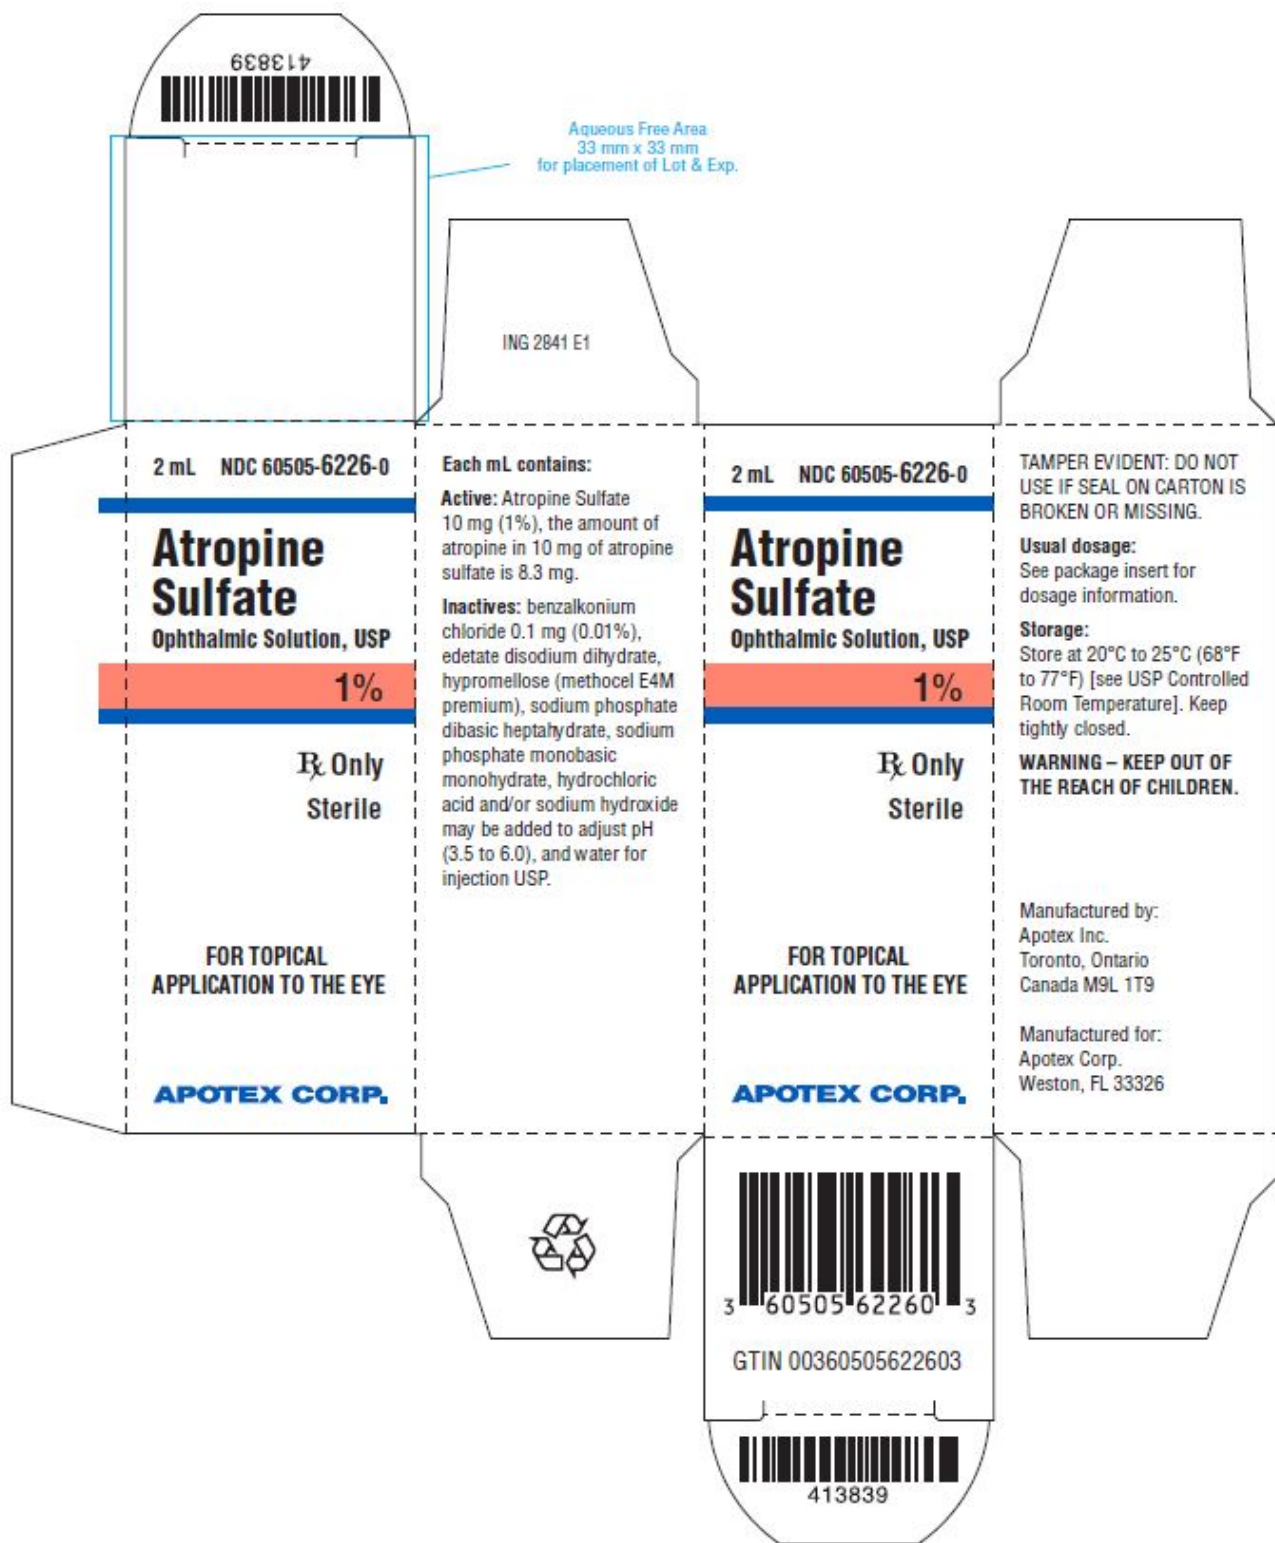 413839
Aqueous Free Area
33 mm x 33 mm
for placement of Lot & Exp.
ING 2841 E1
2 mL NDC 60505-6226-0
Atropine
Sulfate
Ophthalmic Solution, USP
1%
Rx Only
Sterile
FOR TOPICAL
APPLICATION TO THE EYE
APOTEX CORP.
Each mL contains:
Active: Atropine Sulfate
10 mg (1%), the amount of
atropine in 10 mg of atropine
sulfate is 8.3 mg.
Inactives: benzalkonium
chloride 0.1 mg (0.01%),
edetate disodium dihydrate,
hypromellose (methocel E4M
premium), sodium phosphate
dibasic heptahydrate, sodium
phosphate monobasic
monohydrate, hydrochloric
acid and/or sodium hydroxide
may be added to adjust pH
(3.5 to 6.0), and water for
injection USP.
2 mL NDC 60505-6226-0
Atropine
Sulfate
Ophthalmic Solution, USP
1%
Rx Only
Sterile
FOR TOPICAL
APPLICATION TO THE EYE
APOTEX CORP.
TAMPER EVIDENT: DO NOT
USE IF SEAL ON CARTON IS
BROKEN OR MISSING.
Usual dosage:
See package insert for
dosage information.
Storage:
Store at 20°C to 25°C (68°F
to 77°F) [see USP Controlled
Room Temperature]. Keep
tightly closed.
WARNING – KEEP OUT OF
THE REACH OF CHILDREN.
Manufactured by:
Apotex Inc.
Toronto, Ontario
Canada M9L 1T9
Manufactured for:
Apotex Corp.
Weston, FL 33326
3 60505 62260 3
GTIN 00360505622603
413839